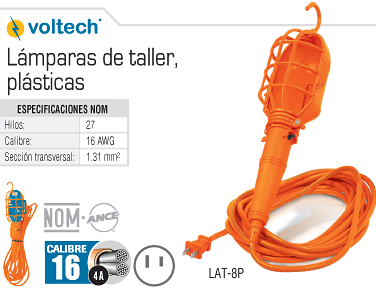 voltech®
Lámparas de taller,
plásticas
ESPECIFICACIONES NOM
Hilos: 27
Calibre: 16 AWG
Sección transversal: 1.31 mm²
NOM-ANCE®
CALIBRE
16
4 A
LAT-8P